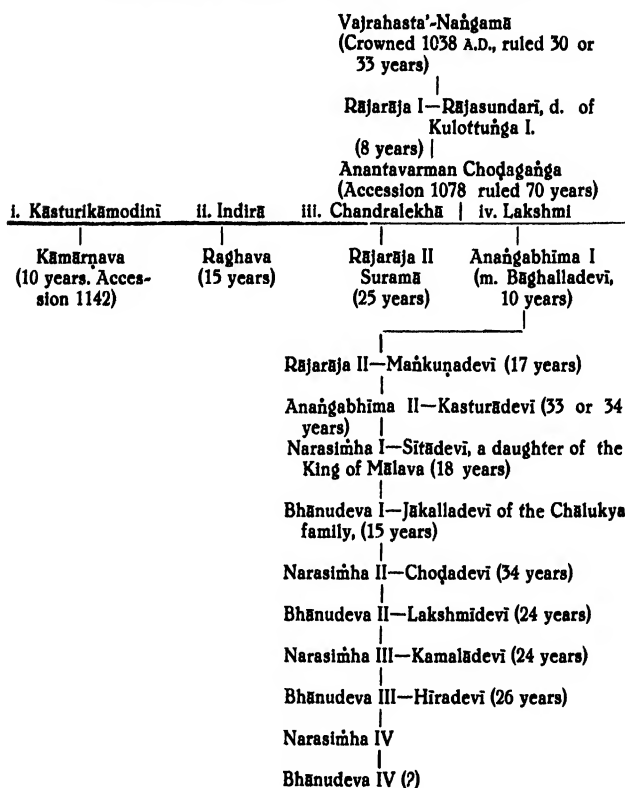 Vajrahasta'-Naṅgamā
(Crowned 1038 A.D., ruled 30 or
33 years)
Rājarāja I—Rājasundarī, d. of
Kulottuṅga I.
(8 years)
Anantavarman Choḍagaṅga
(Accession 1078 ruled 70 years)
i. Kāsturikāmodinī ii. Indirā iii. Chandralekhā iv. Lakshmi
Kāmārṇava Raghava Rājarāja II Anaṅgabhīma I
(10 years. Acces- (15 years) Suramā (m. Bāghalladevī,
sion 1142) (25 years) 10 years)
Rājarāja II—Maṅkuṇadevī (17 years)
Anaṅgabhīma II—Kasturādevī (33 or 34
years)
Narasiṁha I—Sītādevī, a daughter of the
King of Mālava (18 years)
Bhānudeva I—Jākalladevī of the Chālukya
family, (15 years)
Narasiṁha II—Choḍadevī (34 years)
Bhānudeva II—Lakshmīdevī (24 years)
Narasiṁha III—Kamalādevī (24 years)
Bhānudeva III—Hīradevī (26 years)
Narasiṁha IV
Bhānudeva IV (?)